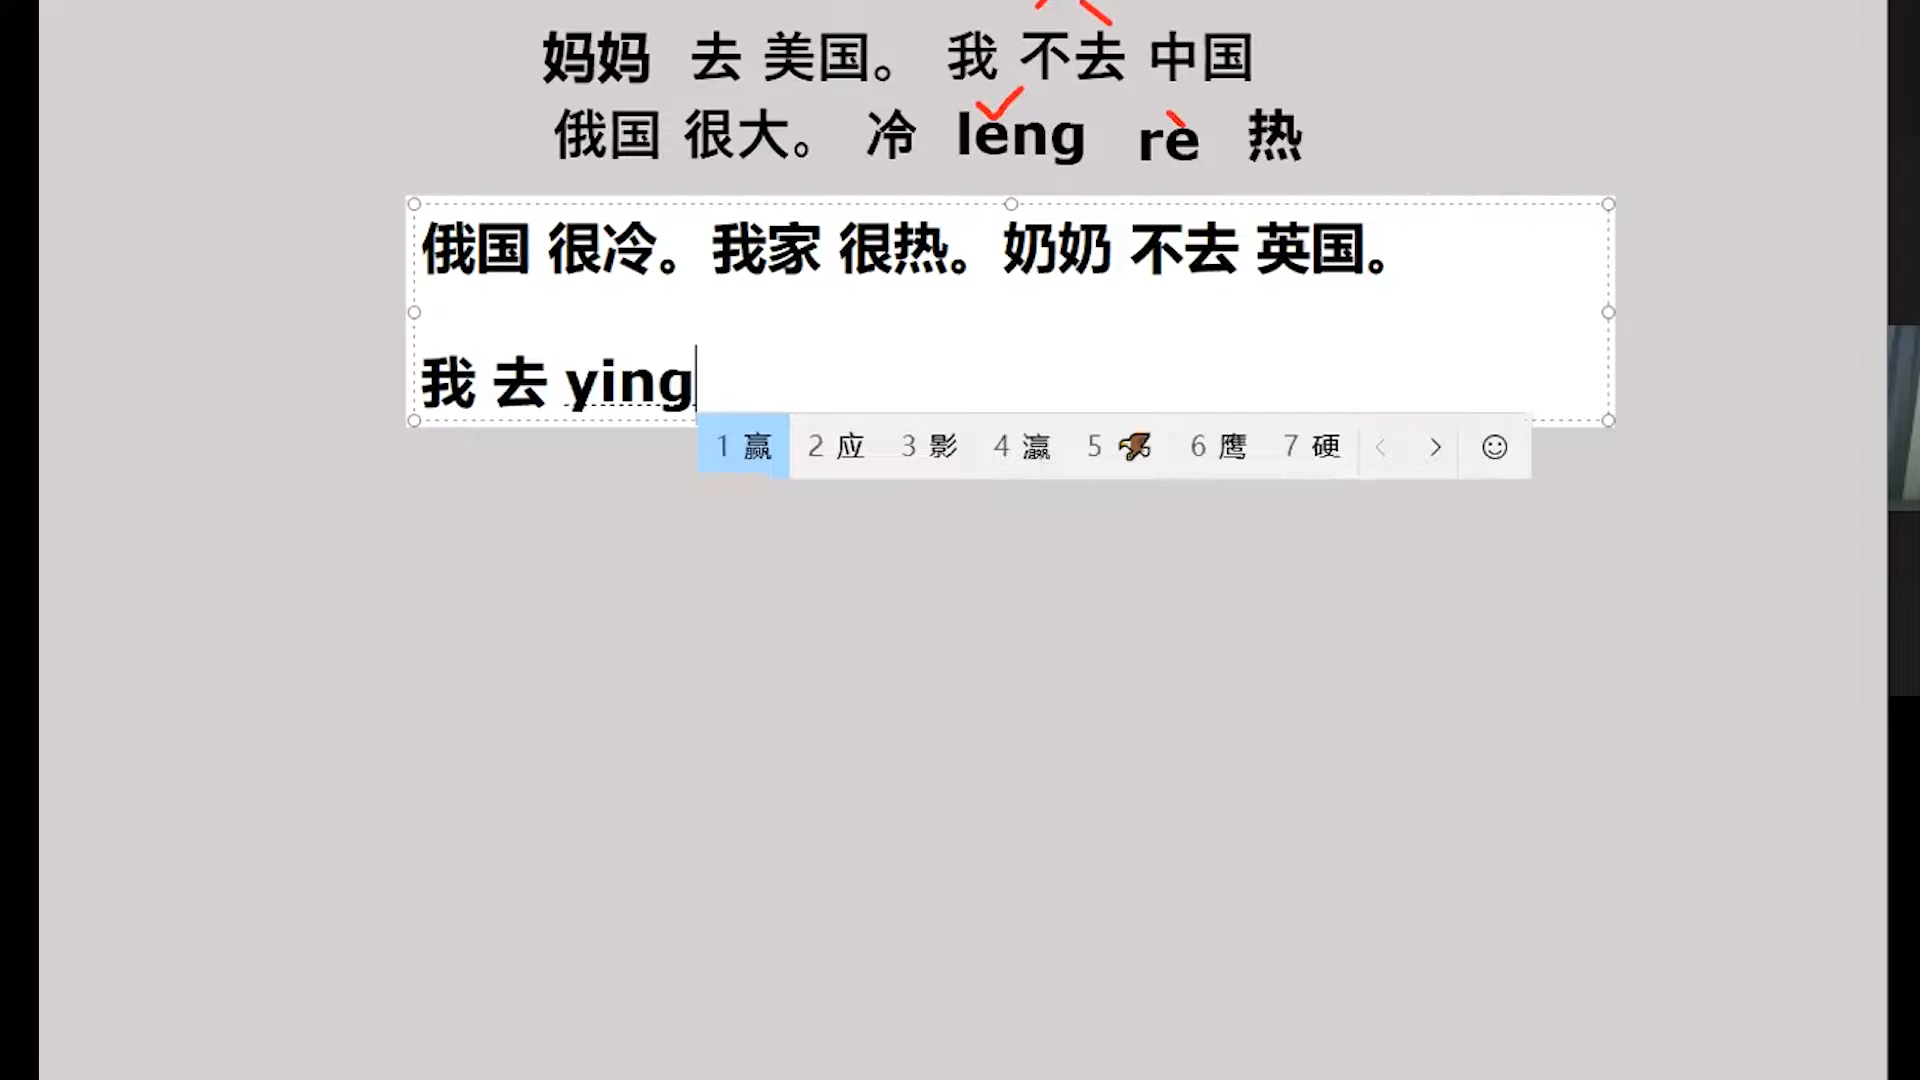 妈妈 去 美国。 我 不去 中国
俄国 很大。 冷 leng rè 热
俄国 很冷。我家 很热。奶奶 不去 英国。
我 去 ying
1 赢 2 应 3 影 4 瀛 5 6 鹰 7 硬